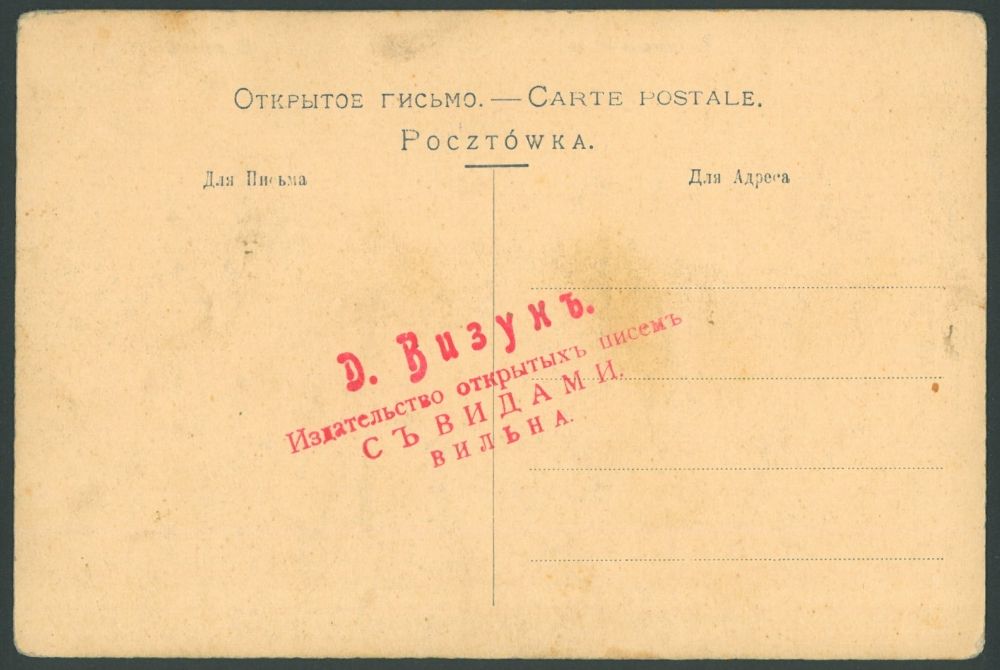 Открытое письмо. — Carte postale.
Pocztówka.
Для Письма
Для Адреса
Д. Визунъ.
Издательство открытыхъ писемъ
СЪ ВИДАМИ.
ВИЛЬНА.